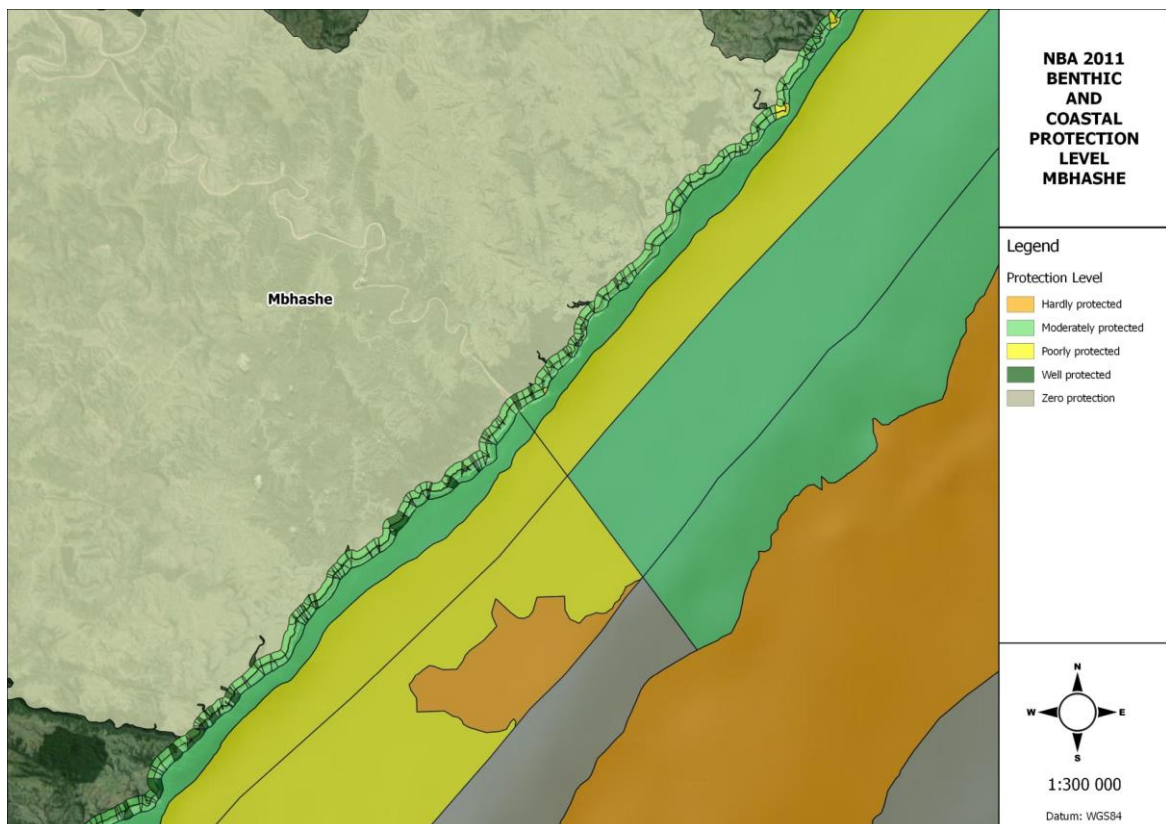 NBA 2011
BENTHIC
AND
COASTAL
PROTECTION
LEVEL
MBHASHE
Mbhashe
Legend
Protection Level
Hardly protected
Moderately protected
Poorly protected
Well protected
Zero protection
N
W E
S
1:300 000
Datum: WGS84